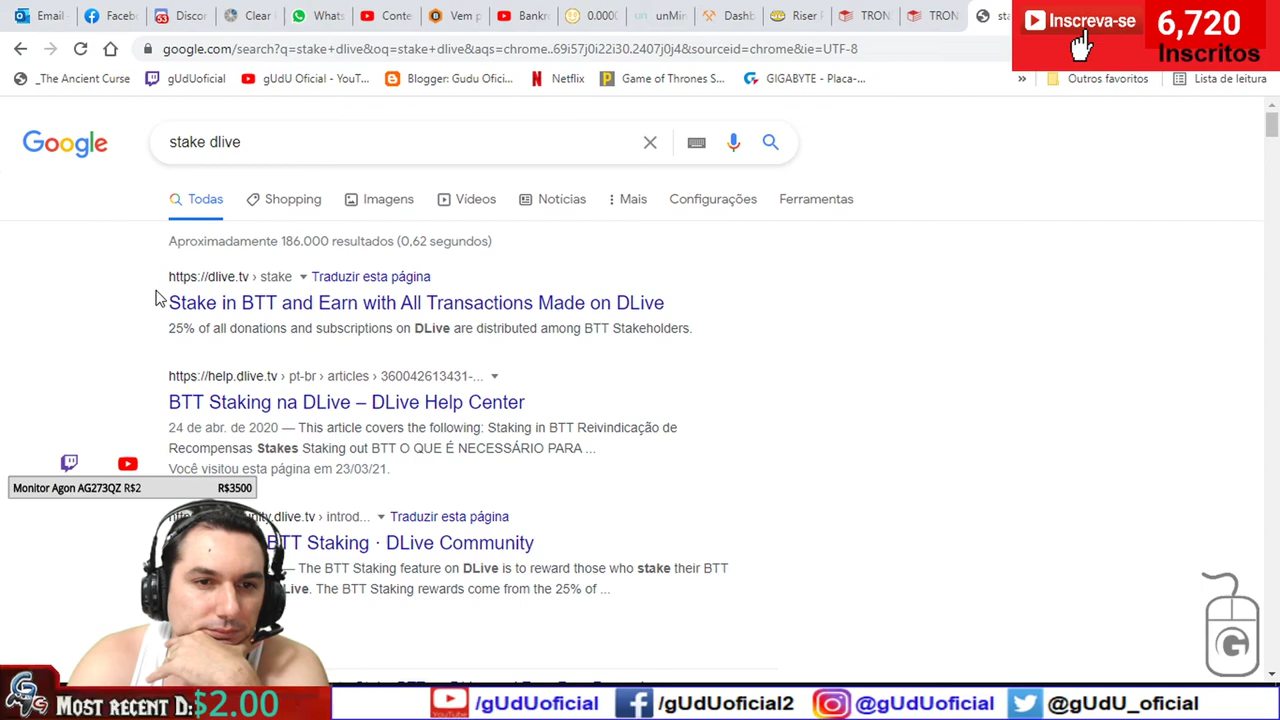 Email
Facebo
63 Discor
Clear
Whats
Conte
Vem p
Bankr
0.0000
unMin
Dashb
Riser
TRON
TRON
Inscreva-se
6,720
Inscritos
google.com/search?q=stake+dlive&oq=stake+dlive&aqs=chrome..69i57j0i22i30.2407j0j4&sourceid=chrome&ie=UTF-8
_The Ancient Curse
gUdUoficial
gUdU Oficial - YouT...
Blogger: Gudu Ofici...
Netflix
Game of Thrones S...
GIGABYTE - Placa-...
»
Outros favoritos
Lista de leitura
Google
stake dlive
Todas
Shopping
Imagens
Vídeos
Notícias
Mais
Configurações
Ferramentas
Aproximadamente 186.000 resultados (0,62 segundos)
https://dlive.tv › stake Traduzir esta página
Stake in BTT and Earn with All Transactions Made on DLive
25% of all donations and subscriptions on DLive are distributed among BTT Stakeholders.
https://help.dlive.tv › pt-br › articles › 360042613431-...
BTT Staking na DLive – DLive Help Center
24 de abr. de 2020 — This article covers the following: Staking in BTT Reivindicação de
Recompensas Stakes Staking out BTT O QUE É NECESSÁRIO PARA ...
Você visitou esta página em 23/03/21.
Monitor Agon AG273QZ R$2 R$3500
.dlive.tv › introd... Traduzir esta página
BTT Staking · DLive Community
— The BTT Staking feature on DLive is to reward those who stake their BTT
The BTT Staking rewards come from the 25% of ...
G
Most recent D: $2.00
/gUdUoficial
/gUdUoficial2
@gUdUoficial
@gUdU_oficial